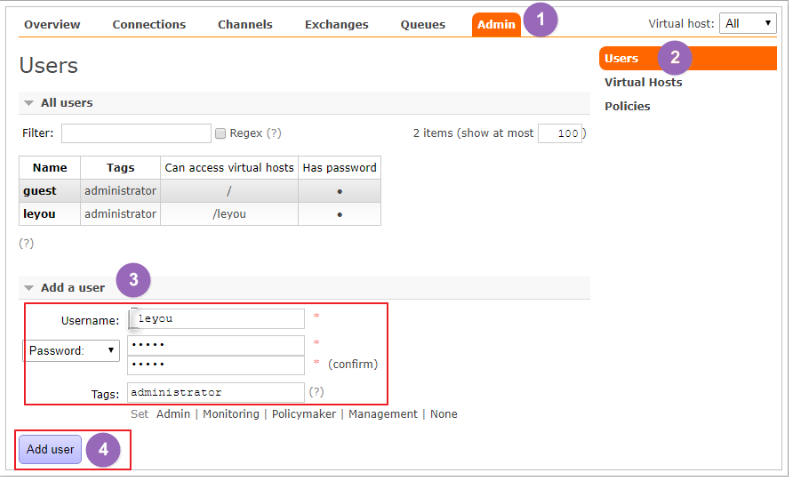 Overview Connections Channels Exchanges Queues Admin 1 Virtual host: All
Users
Users 2
Virtual Hosts
Policies
All users
Filter: Regex (?) 2 items (show at most 100 )
Name Tags Can access virtual hosts Has password
guest administrator / •
leyou administrator /leyou •
(?)
Add a user 3
Username: leyou *
Password: ••••• *
••••• * (confirm)
Tags: administrator (?)
Set Admin | Monitoring | Policymaker | Management | None
Add user 4